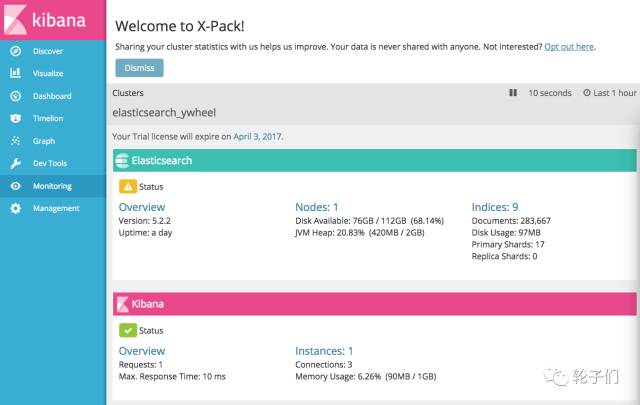 kibana
Discover
Visualize
Dashboard
Timelion
Graph
Dev Tools
Monitoring
Management
Welcome to X-Pack!
Sharing your cluster statistics with us helps us improve. Your data is never shared with anyone. Not interested? Opt out here.
Dismiss
Clusters 10 seconds Last 1 hour
elasticsearch_ywheel
Your Trial license will expire on April 3, 2017.
Elasticsearch
Status
Overview
Version: 5.2.2
Uptime: a day
Nodes: 1
Disk Available: 76GB / 112GB (68.14%)
JVM Heap: 20.83% (420MB / 2GB)
Indices: 9
Documents: 283,667
Disk Usage: 97MB
Primary Shards: 17
Replica Shards: 0
Kibana
Status
Overview
Requests: 1
Max. Response Time: 10 ms
Instances: 1
Connections: 3
Memory Usage: 6.26% (90MB / 1GB)
轮子们